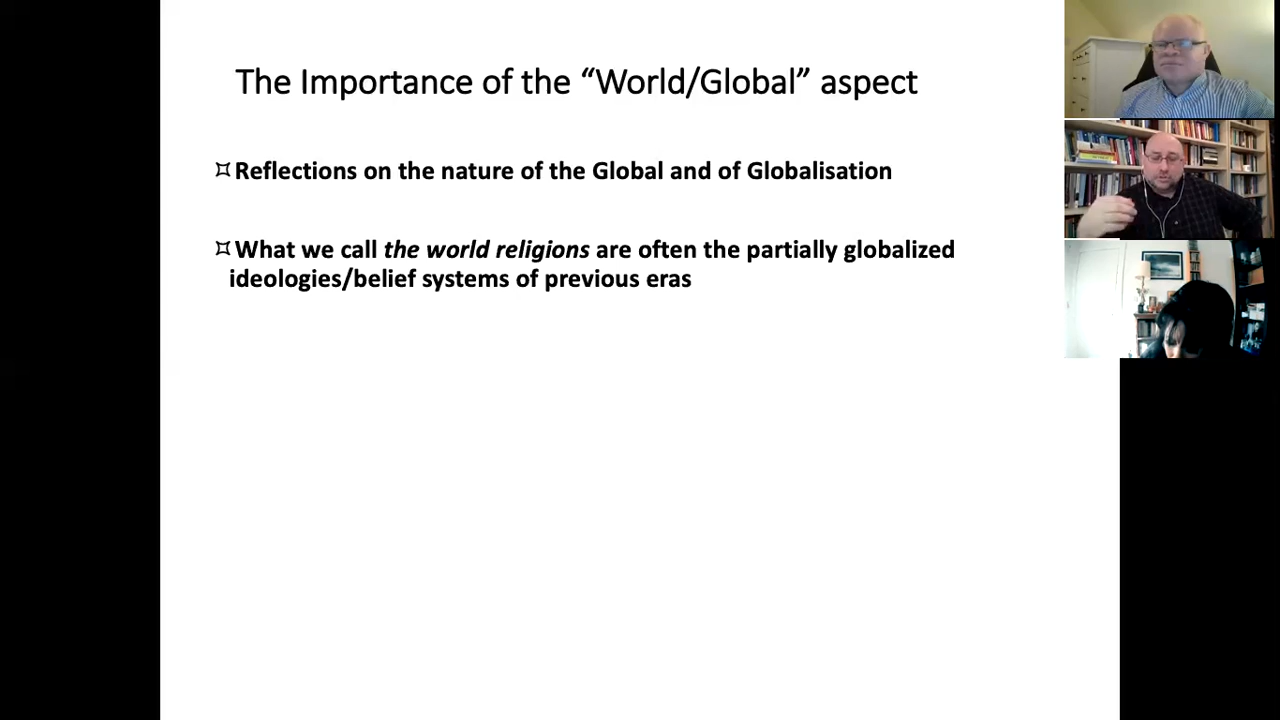 The Importance of the “World/Global” aspect
¤Reflections on the nature of the Global and of Globalisation
¤What we call the world religions are often the partially globalized
ideologies/belief systems of previous eras